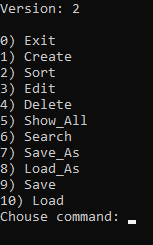 Version: 2
0) Exit
1) Create
2) Sort
3) Edit
4) Delete
5) Show_All
6) Search
7) Save_As
8) Load_As
9) Save
10) Load
Chouse command: